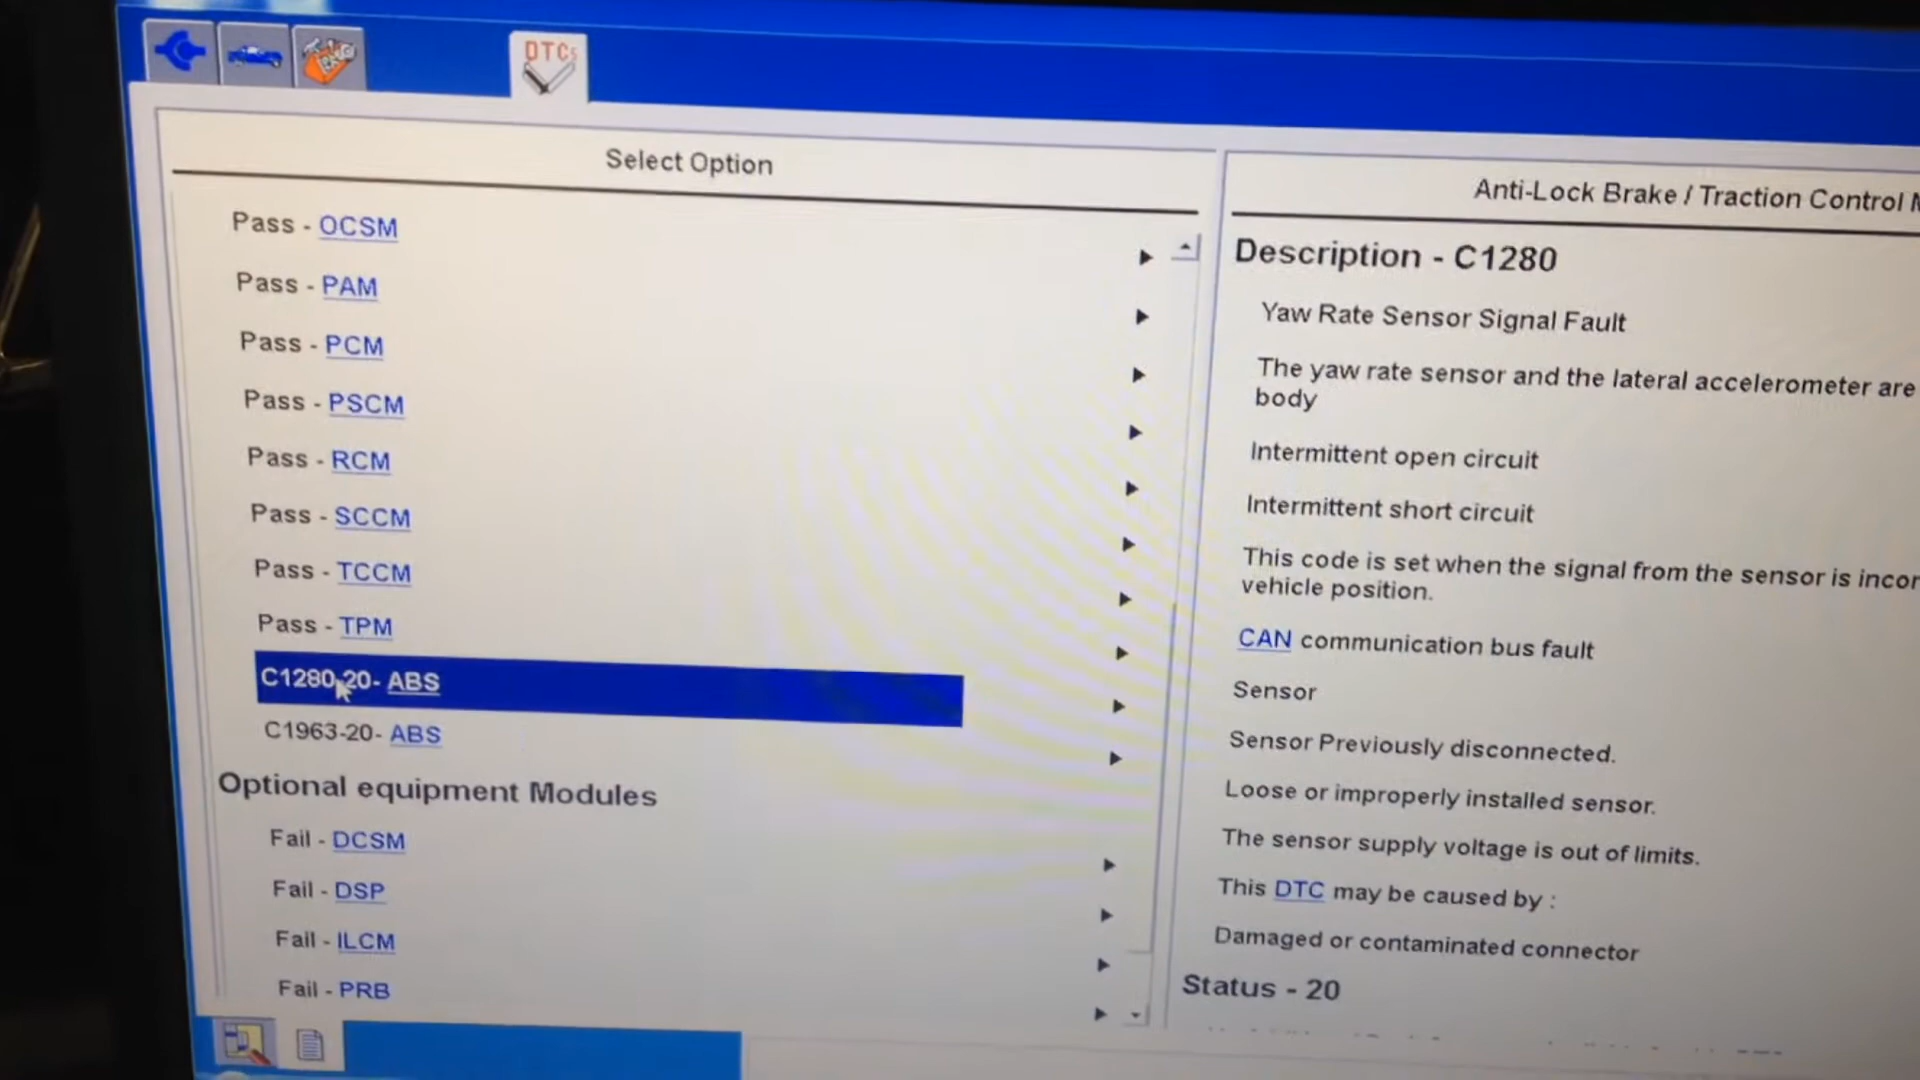 DTCs
Select Option
Pass - OCSM
Pass - PAM
Pass - PCM
Pass - PSCM
Pass - RCM
Pass - SCCM
Pass - TCCM
Pass - TPM
C1280-20- ABS
C1963-20- ABS
Optional equipment Modules
Fail - DCSM
Fail - DSP
Fail - ILCM
Fail - PRB
Anti-Lock Brake / Traction Control
Description - C1280
Yaw Rate Sensor Signal Fault
The yaw rate sensor and the lateral accelerometer are
body
Intermittent open circuit
Intermittent short circuit
This code is set when the signal from the sensor is incor
vehicle position.
CAN communication bus fault
Sensor
Sensor Previously disconnected.
Loose or improperly installed sensor.
The sensor supply voltage is out of limits.
This DTC may be caused by :
Damaged or contaminated connector
Status - 20